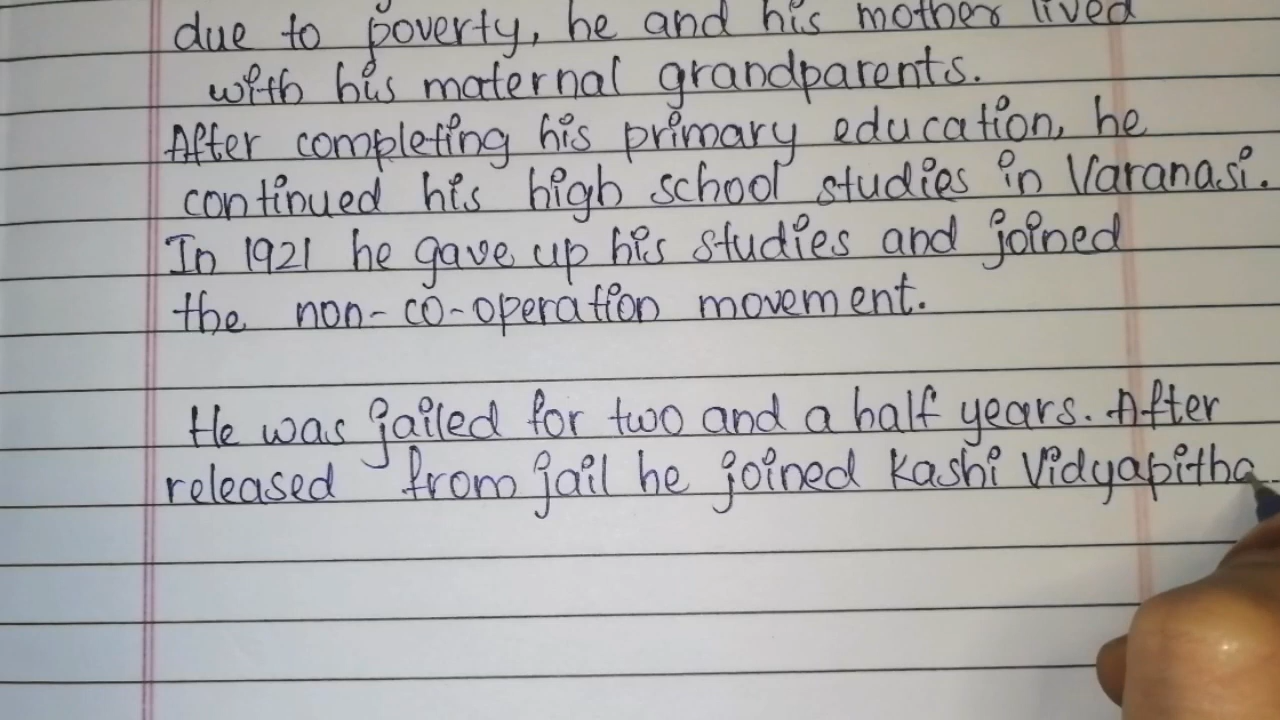 due to poverty, he and his mother lived
with his maternal grandparents.
After completing his primary education, he
continued his high school studies in Varanasi.
In 1921 he gave up his studies and joined
the non-co-operation movement.
He was jailed for two and a half years. After
released from jail he joined Kashi Vidyapitha